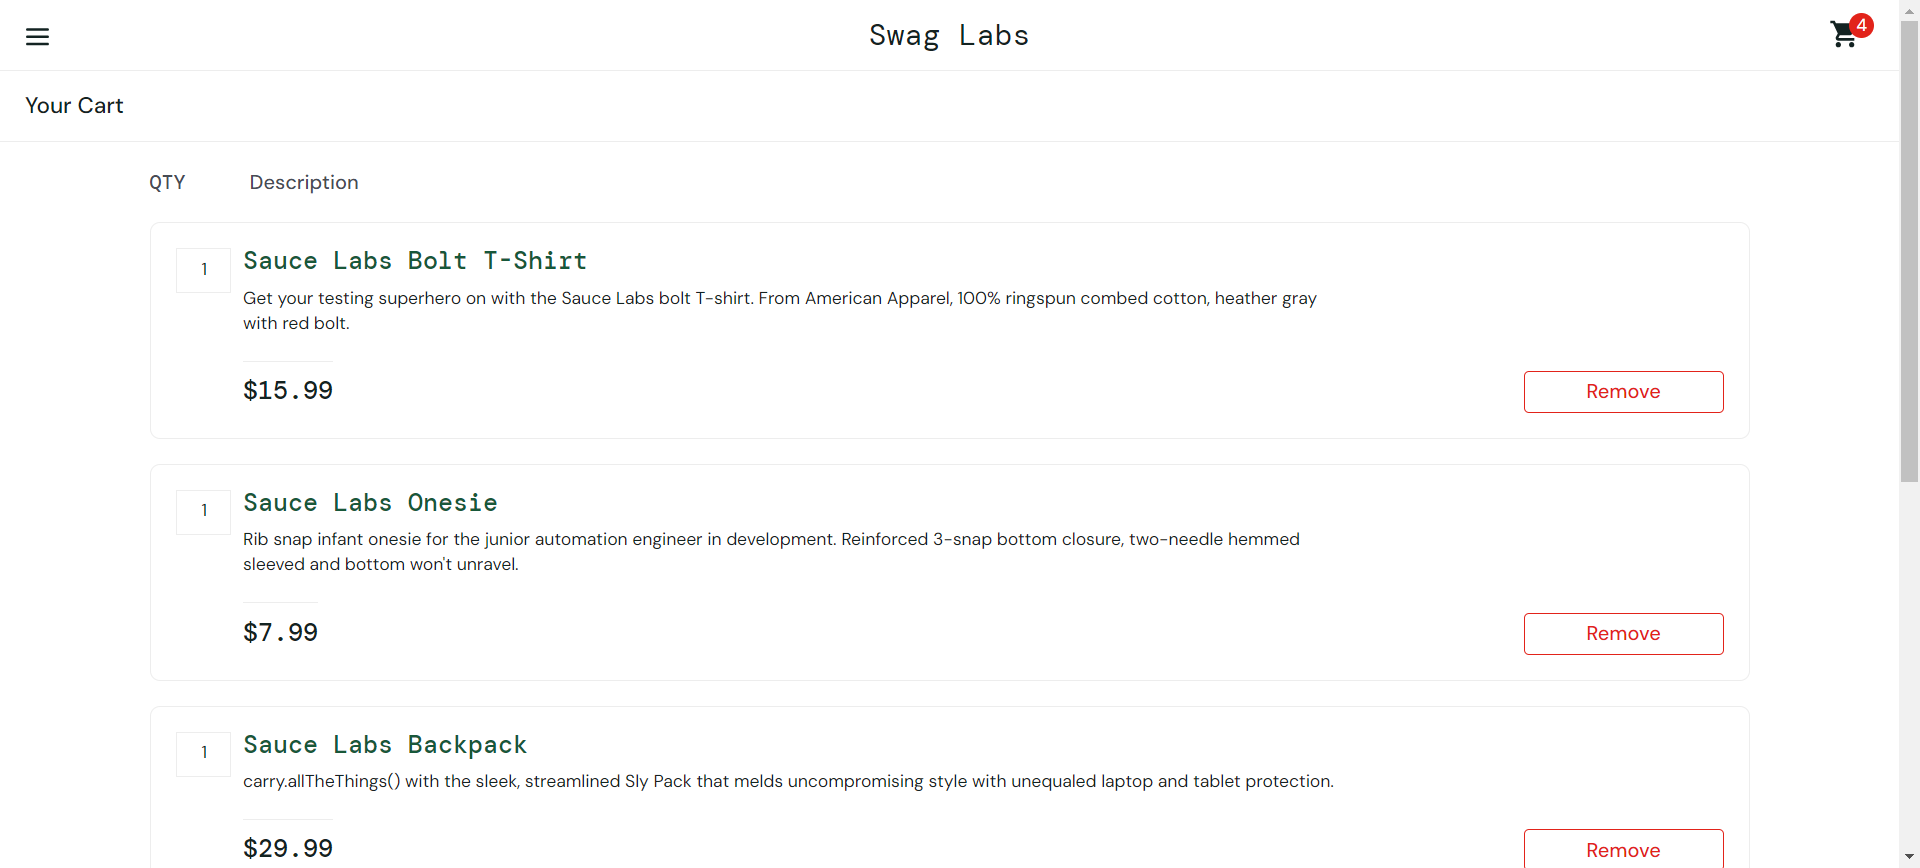 Swag Labs
4
Your Cart
QTY Description
1
Sauce Labs Bolt T-Shirt
Get your testing superhero on with the Sauce Labs bolt T-shirt. From American Apparel, 100% ringspun combed cotton, heather gray
with red bolt.
$15.99
Remove
1
Sauce Labs Onesie
Rib snap infant onesie for the junior automation engineer in development. Reinforced 3-snap bottom closure, two-needle hemmed
sleeved and bottom won't unravel.
$7.99
Remove
1
Sauce Labs Backpack
carry.allTheThings() with the sleek, streamlined Sly Pack that melds uncompromising style with unequaled laptop and tablet protection.
$29.99
Remove